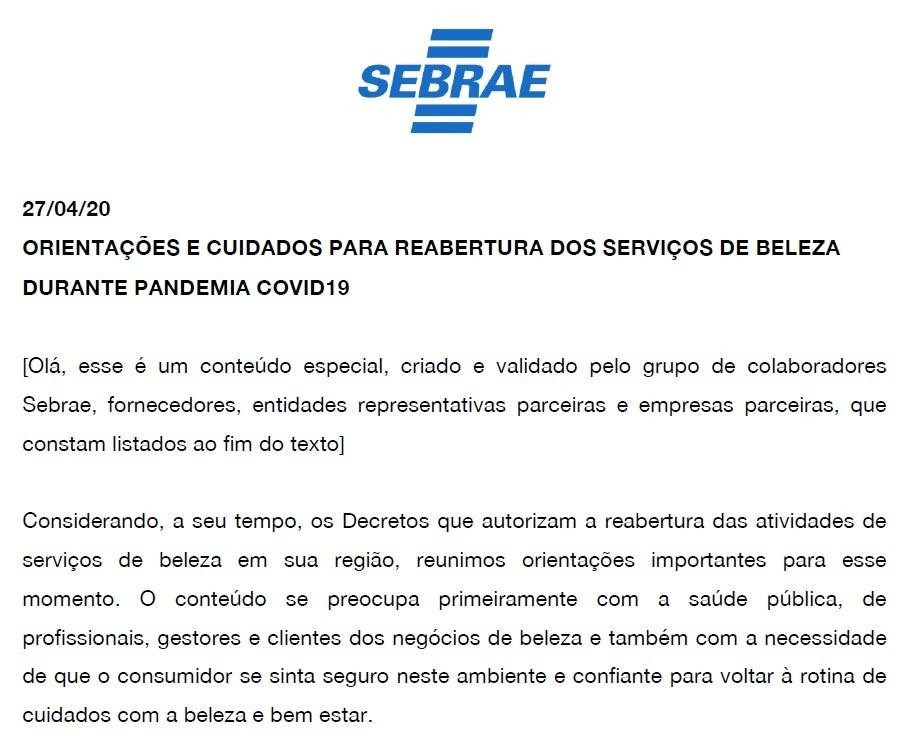 SEBRAE
27/04/20
ORIENTAÇÕES E CUIDADOS PARA REABERTURA DOS SERVIÇOS DE BELEZA
DURANTE PANDEMIA COVID19
[Olá, esse é um conteúdo especial, criado e validado pelo grupo de colaboradores
Sebrae, fornecedores, entidades representativas parceiras e empresas parceiras, que
constam listados ao fim do texto]
Considerando, a seu tempo, os Decretos que autorizam a reabertura das atividades de
serviços de beleza em sua região, reunimos orientações importantes para esse
momento. O conteúdo se preocupa primeiramente com a saúde pública, de
profissionais, gestores e clientes dos negócios de beleza e também com a necessidade
de que o consumidor se sinta seguro neste ambiente e confiante para voltar à rotina de
cuidados com a beleza e bem estar.